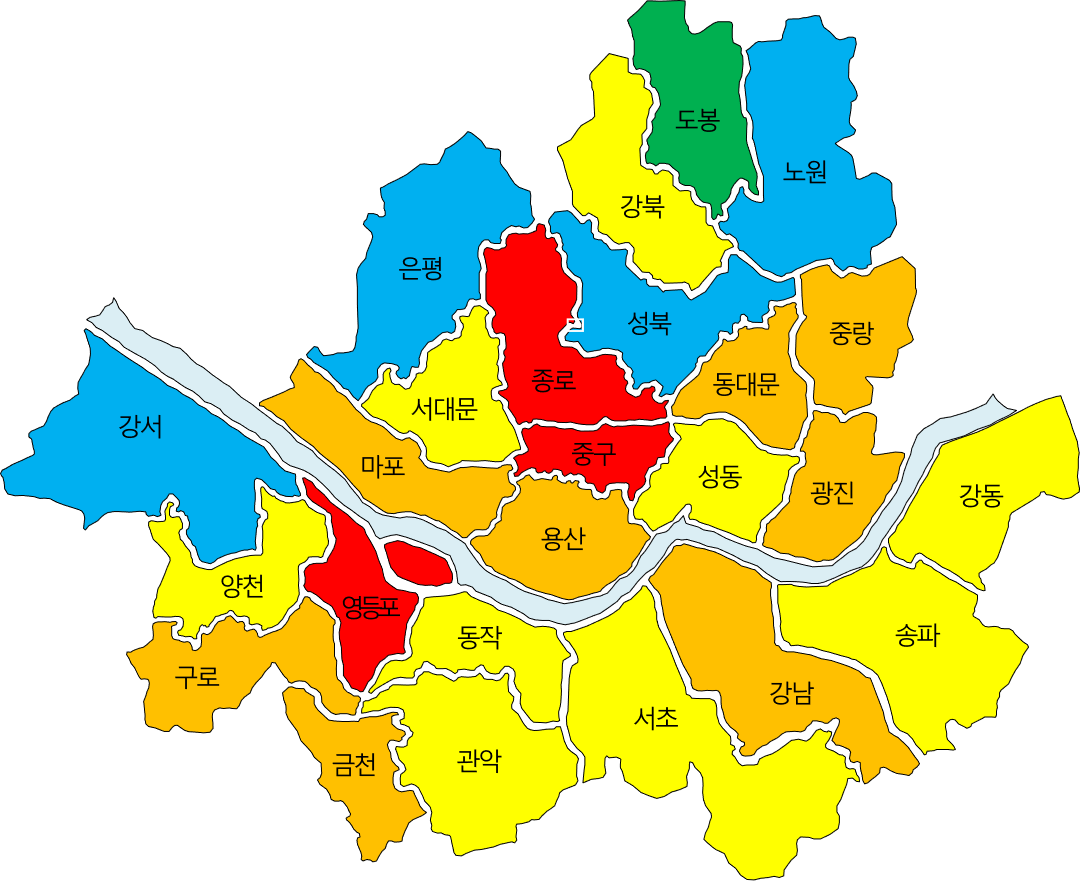 도봉
노원
강북
은평
성북
중랑
종로
동대문
서대문
강서
중구
마포
성동
광진
강동
용산
양천
영등포
동작
송파
구로
강남
서초
관악
금천